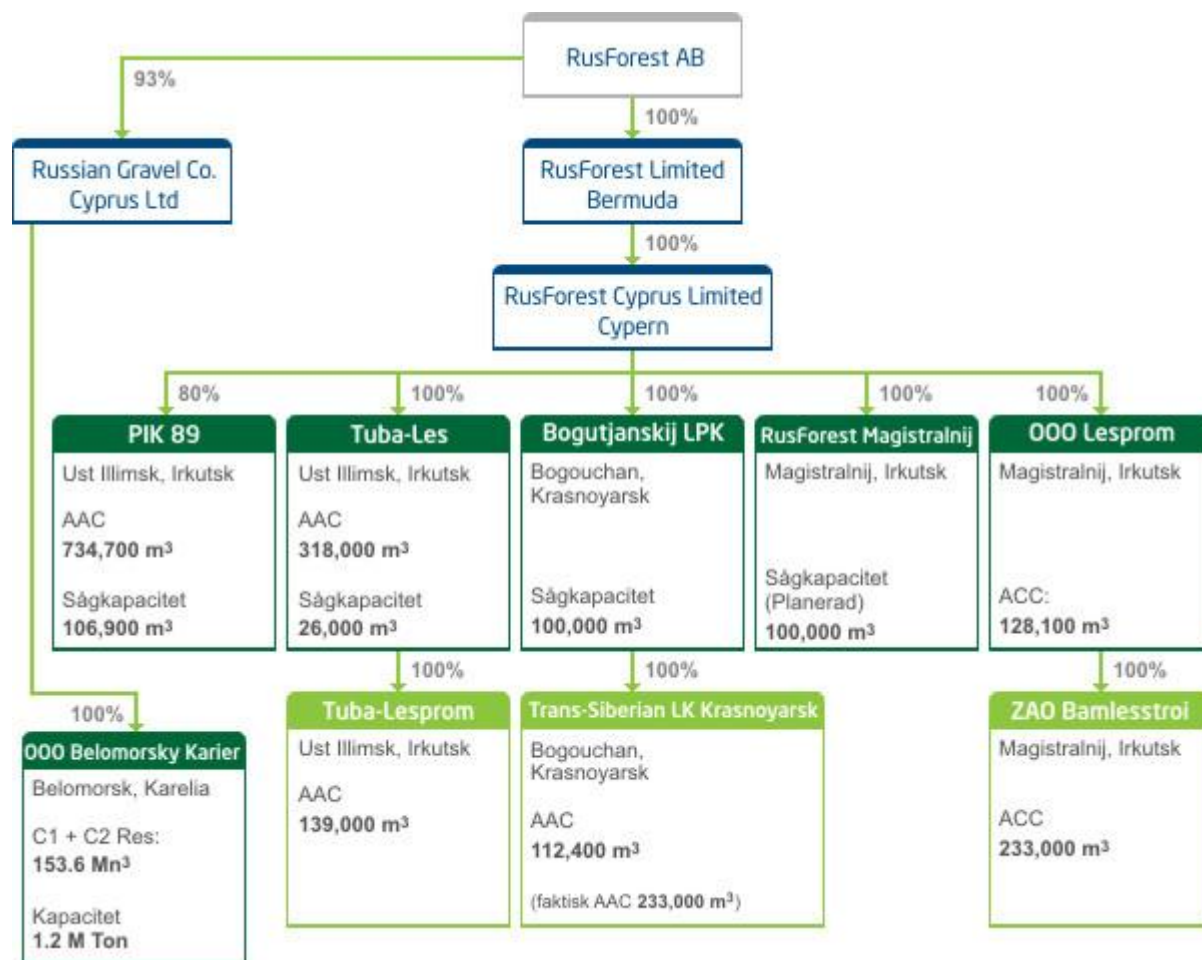 RusForest AB
93%
100%
Russian Gravel Co.
Cyprus Ltd
RusForest Limited
Bermuda
100%
RusForest Cyprus Limited
Cypern
80%
100%
100%
100%
100%
PIK 89
Ust Illimsk, Irkutsk
AAC
734,700 m³
Sågkapacitet
106,900 m³
Tuba-Les
Ust Illimsk, Irkutsk
AAC
318,000 m³
Sågkapacitet
26,000 m³
Bogutjanskij LPK
Bogouchan,
Krasnoyarsk
Sågkapacitet
100,000 m³
RusForest Magistralnij
Magistralnij, Irkutsk
Sågkapacitet
(Planerad)
100,000 m³
OOO Lesprom
Magistralnij, Irkutsk
ACC:
128,100 m³
100%
100%
100%
100%
OOO Belomorsky Karier
Belomorsk, Karelia
C1 + C2 Res:
153.6 Mn³
Kapacitet
1.2 M Ton
Tuba-Lesprom
Ust Illimsk, Irkutsk
AAC
139,000 m³
Trans-Siberian LK Krasnoyarsk
Bogouchan,
Krasnoyarsk
AAC
112,400 m³
(faktisk AAC 233,000 m³)
ZAO Bamlesstroi
Magistralnij, Irkutsk
ACC
233,000 m³